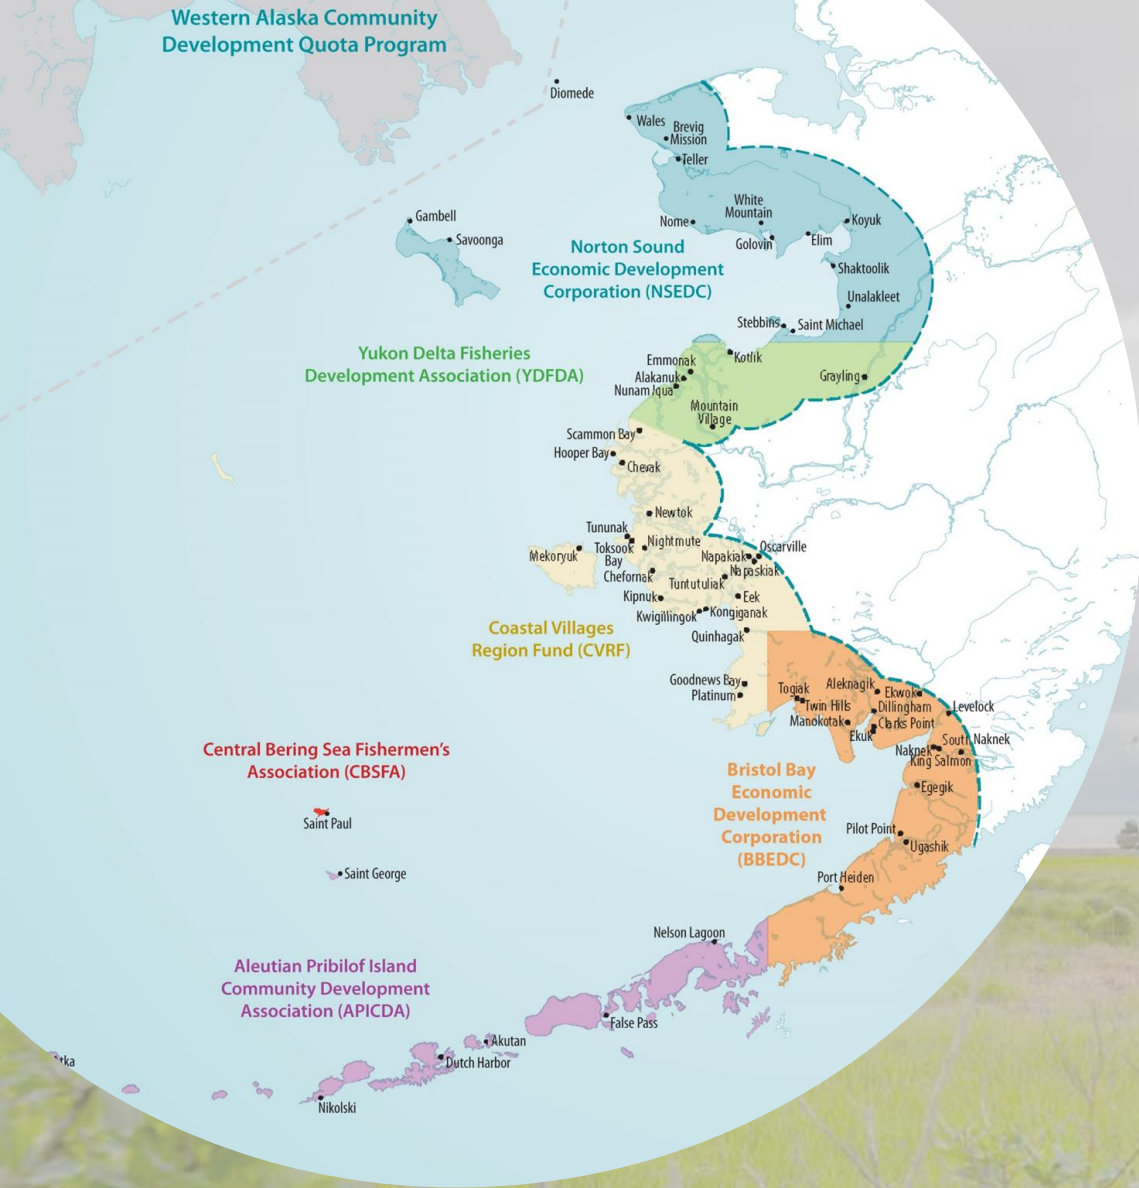 Western Alaska Community
Development Quota Program
Diomede
Wales
Brevig
Mission
Teller
Gambell
Savoonga
White
Mountain
Nome
Koyuk
Golovin
Elim
Norton Sound
Economic Development
Corporation (NSEDC)
Shaktoolik
Unalakleet
Stebbins
Saint Michael
Yukon Delta Fisheries
Development Association (YDFDA)
Kotlik
Emmonak
Alakanuk
Nunam Iqua
Grayling
Mountain
Village
Scammon Bay
Hooper Bay
Chevak
Newtok
Tununak
Toksook
Bay
Nightmute
Mekoryuk
Oscarville
Napakiak
Napaskiak
Chefornak
Tuntutuliak
Kipnuk
Eek
Kwigillingok
Kongiganak
Quinhagak
Coastal Villages
Region Fund (CVRF)
Goodnews Bay
Platinum
Togiak
Twin Hills
Aleknagik
Ekwok
Dillingham
Levelock
Manokotak
Clarks Point
Ekuk
South Naknek
Naknek
King Salmon
Central Bering Sea Fishermen's
Association (CBSFA)
Bristol Bay
Economic
Development
Corporation
(BBEDC)
Egegik
Saint Paul
Pilot Point
Ugashik
Saint George
Port Heiden
Nelson Lagoon
Aleutian Pribilof Island
Community Development
Association (APICDA)
False Pass
Akutan
Dutch Harbor
tka
Nikolski